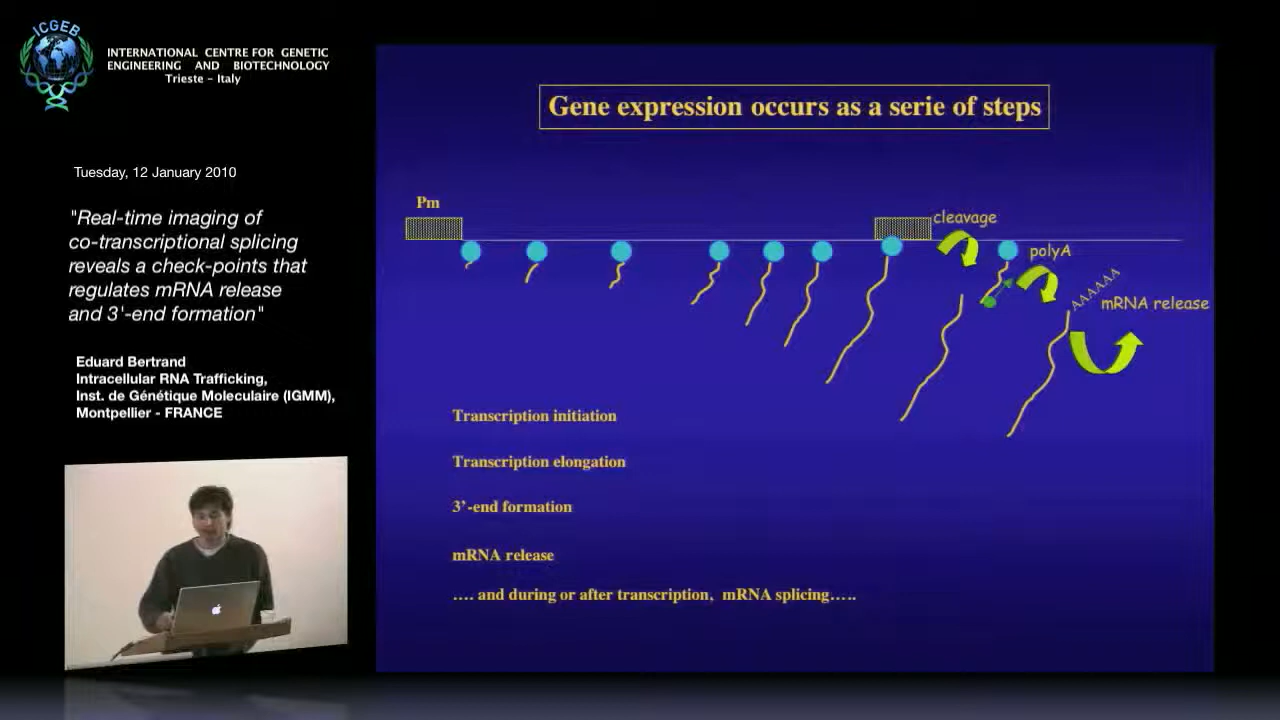 ICGEB
INTERNATIONAL CENTRE FOR GENETIC
ENGINEERING AND BIOTECHNOLOGY
Trieste - Italy
Tuesday, 12 January 2010
"Real-time imaging of
co-transcriptional splicing
reveals a check-points that
regulates mRNA release
and 3'-end formation"
Eduard Bertrand
Intracellular RNA Trafficking,
Inst. de Génétique Moleculaire (IGMM),
Montpellier - FRANCE
Gene expression occurs as a serie of steps
Pm
cleavage
polyA
AAAAAA
mRNA release
Transcription initiation
Transcription elongation
3'-end formation
mRNA release
.... and during or after transcription, mRNA splicing.....